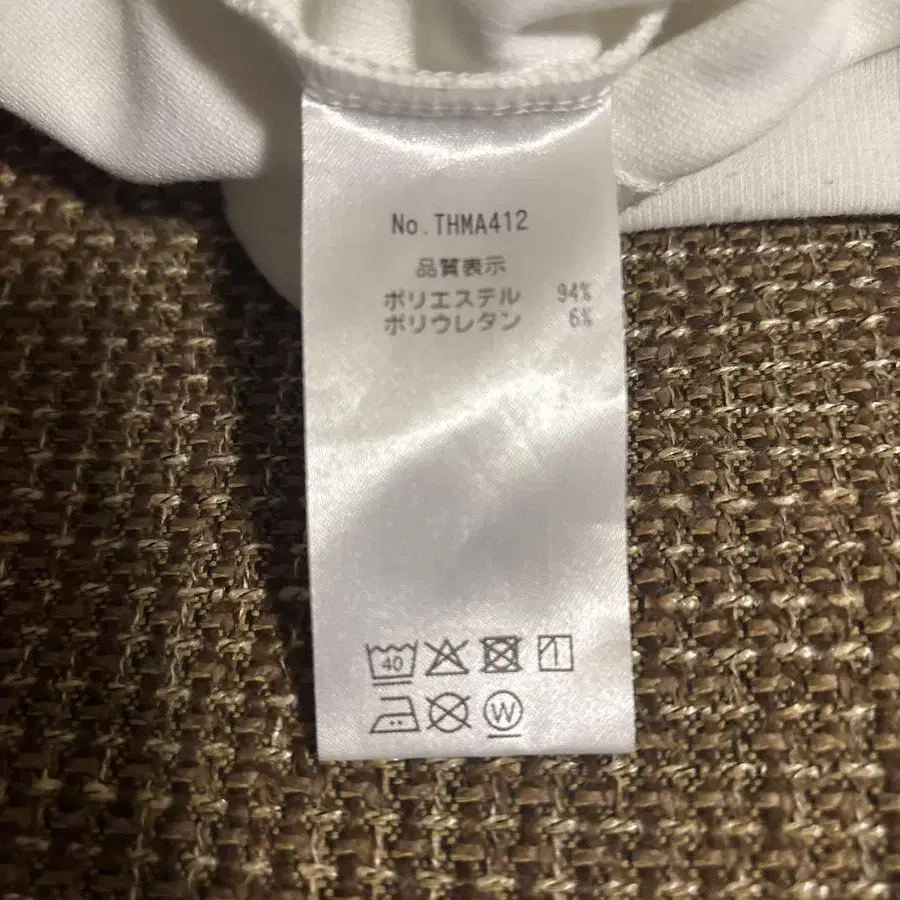 No.THMA412
品質表示
ポリエステル 94%
ポリウレタン 6%
40
W